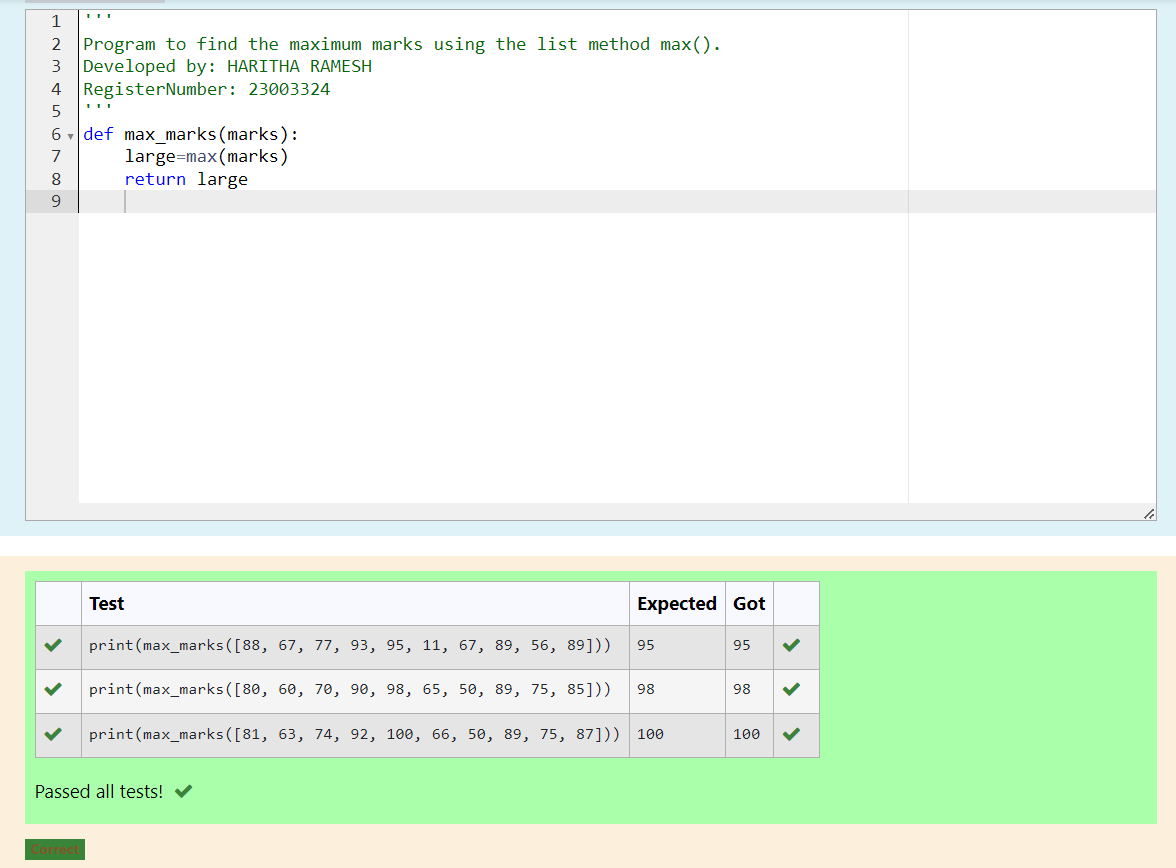 1 '''
2 Program to find the maximum marks using the list method max().
3 Developed by: HARITHA RAMESH
4 RegisterNumber: 23003324
5 '''
6 def max_marks(marks):
7     large=max(marks)
8     return large
9
Test Expected Got
print(max_marks([88, 67, 77, 93, 95, 11, 67, 89, 56, 89])) 95 95
print(max_marks([80, 60, 70, 90, 98, 65, 50, 89, 75, 85])) 98 98
print(max_marks([81, 63, 74, 92, 100, 66, 50, 89, 75, 87])) 100 100
Passed all tests!
Correct